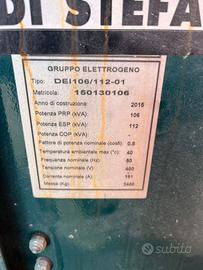 DI STEFA
GRUPPO ELETTROGENO
Tipo: DEI106/112-01
Matricola: 150130106
Anno di costruzione: 2015
Potenza PRP (kVA): 106
Potenza ESP (kVA): 112
Potenza COP (kVA): -
Fattore di potenza nominale (cosfi): 0.8
Temperatura ambientale max (°C) 40
Frequenza nominale (Hz): 50
Tensione nominale (V): 400
Corrente nominale (A): 161
Massa (Kg): 2400
subito